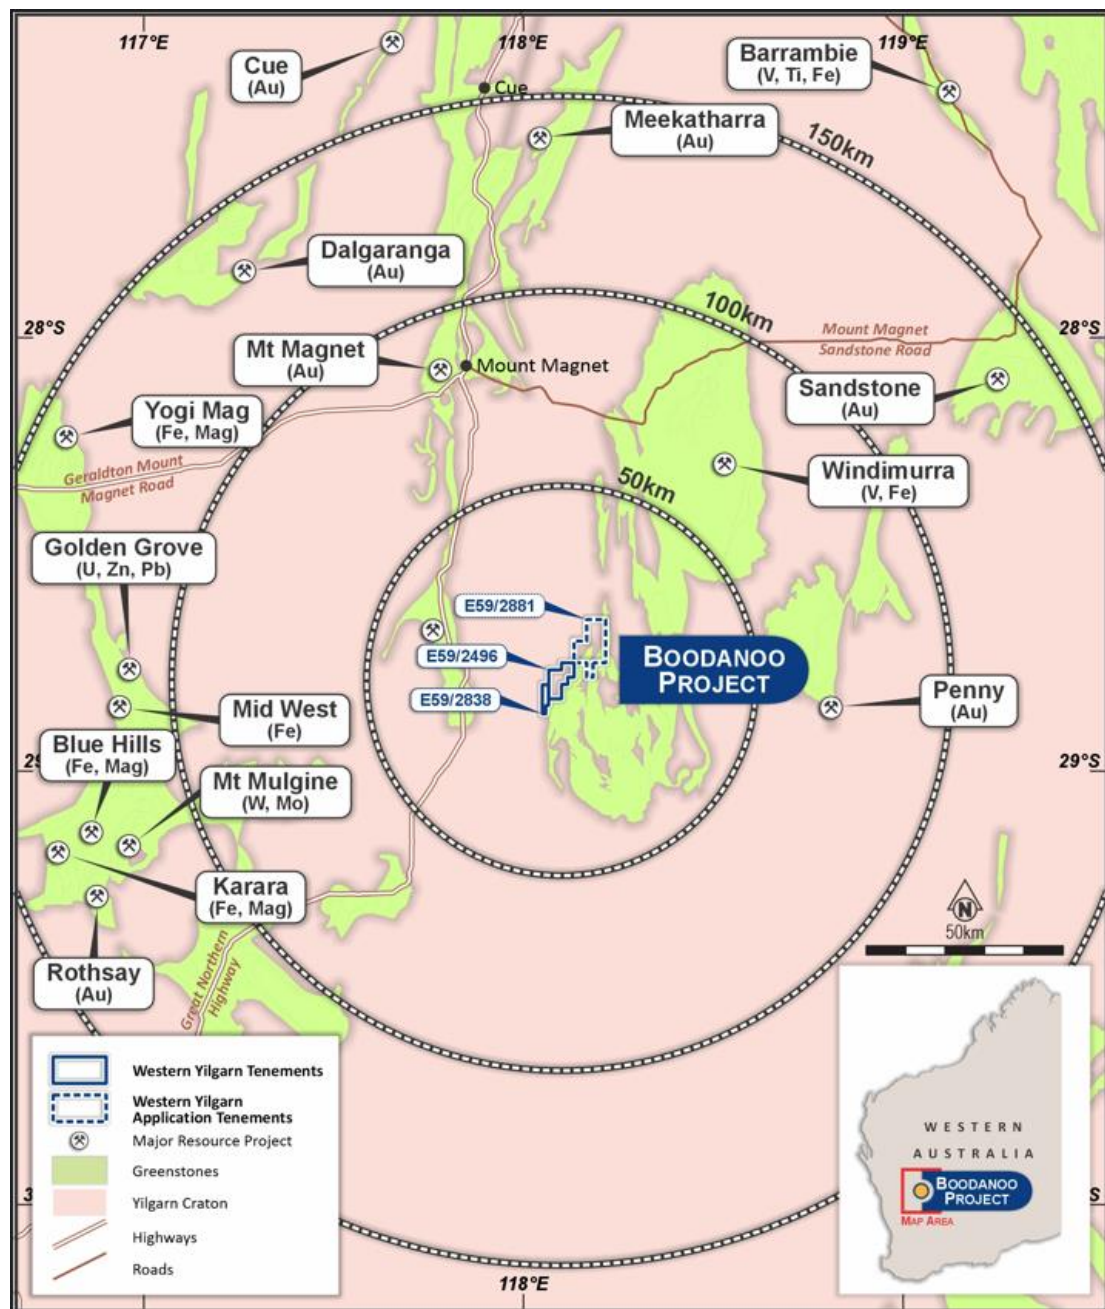 117°E
118°E
119°E
Cue
(Au)
Cue
Barrambie
(V, Ti, Fe)
Meekatharra
(Au)
150km
Dalgaranga
(Au)
100km
28°S
28°S
Mount Magnet
Sandstone Road
Mt Magnet
(Au)
Mount Magnet
Sandstone
(Au)
Yogi Mag
(Fe, Mag)
Geraldton Mount
Magnet Road
50km
Windimurra
(V, Fe)
Golden Grove
(U, Zn, Pb)
E59/2881
E59/2496
E59/2838
BOODANOO
PROJECT
Penny
(Au)
Mid West
(Fe)
Blue Hills
(Fe, Mag)
29°S
Mt Mulgine
(W, Mo)
Karara
(Fe, Mag)
N
50km
Rothsay
(Au)
Great Northern
Highway
Western Yilgarn Tenements
Western Yilgarn
Application Tenements
Major Resource Project
Greenstones
Yilgarn Craton
Highways
Roads
WESTERN
AUSTRALIA
BOODANOO
PROJECT
MAP AREA
118°E